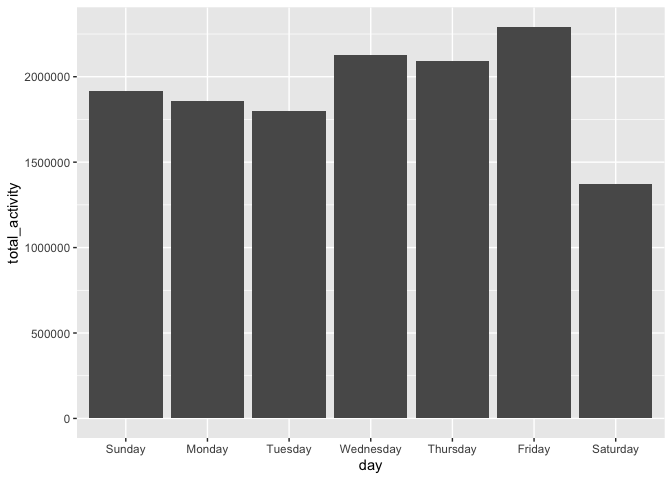 2000000
1500000
1000000
500000
0
total_activity
Sunday Monday Tuesday Wednesday Thursday Friday Saturday
day